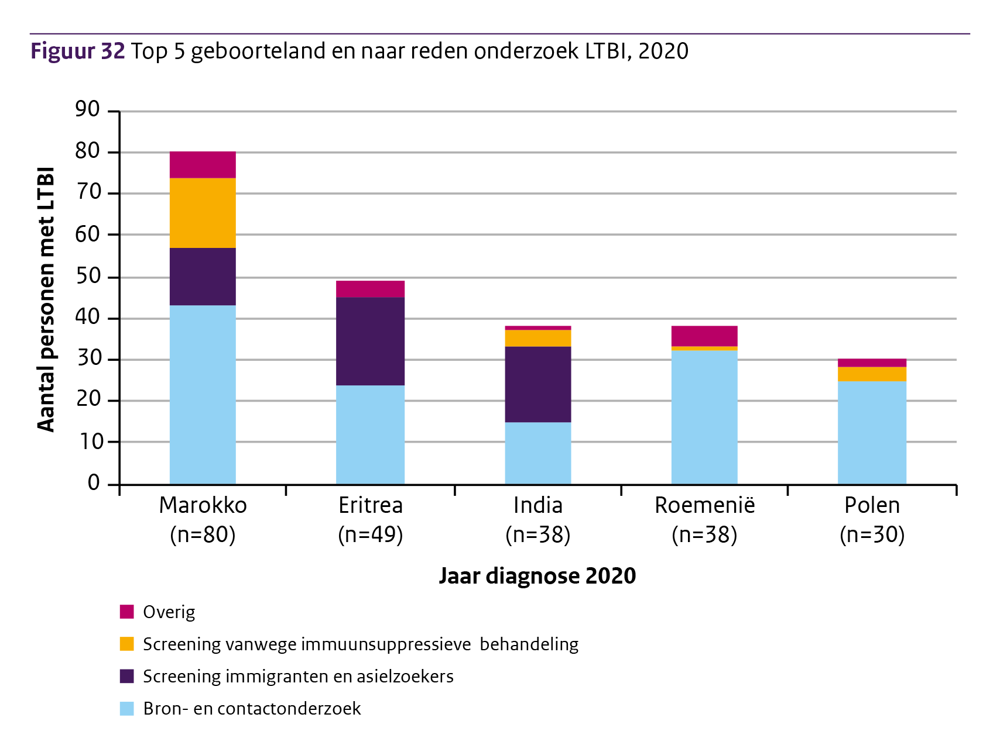 Figuur 32 Top 5 geboorteland en naar reden onderzoek LTBI, 2020
Aantal personen met LTBI
90
80
70
60
50
40
30
20
10
0
Marokko Eritrea India Roemenië Polen
(n=80) (n=49) (n=38) (n=38) (n=30)
Jaar diagnose 2020
Overig
Screening vanwege immuunsuppressieve  behandeling
Screening immigranten en asielzoekers
Bron- en contactonderzoek